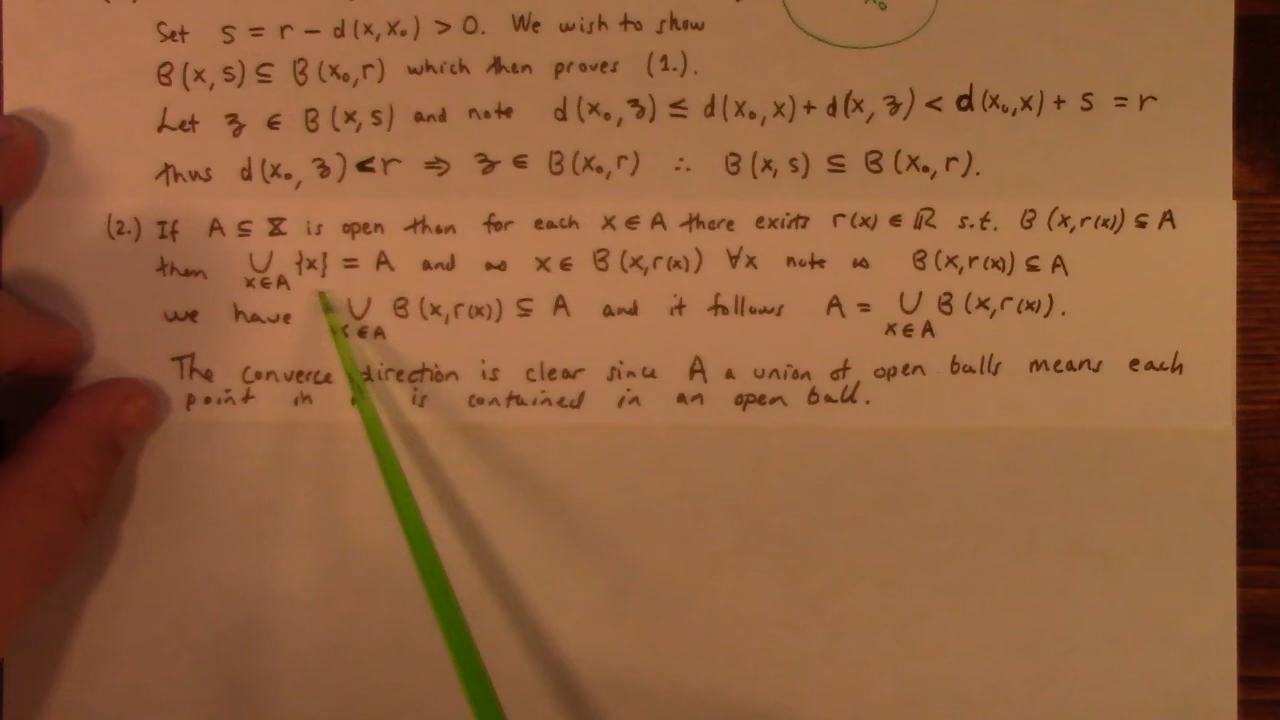 x₀
Set s = r - d(x,x₀) > 0. We wish to show
B(x,s) ⊆ B(x₀,r) which then proves (1.).
Let z ∈ B(x,s) and note d(x₀,z) ≤ d(x₀,x) + d(x,z) < d(x₀,x) + s = r
thus d(x₀,z) < r ⇒ z ∈ B(x₀,r) ∴ B(x,s) ⊆ B(x₀,r).
(2.) If A ⊆ X is open then for each x ∈ A there exists r(x) ∈ ℝ s.t. B(x,r(x)) ⊆ A
then ∪ {x} = A and as x ∈ B(x,r(x)) ∀x note as B(x,r(x)) ⊆ A
x∈A
we have ∪ B(x,r(x)) ⊆ A and it follows A = ∪ B(x,r(x)).
x∈A x∈A
The converse direction is clear since A a union of open balls means each
point in is contained in an open ball.